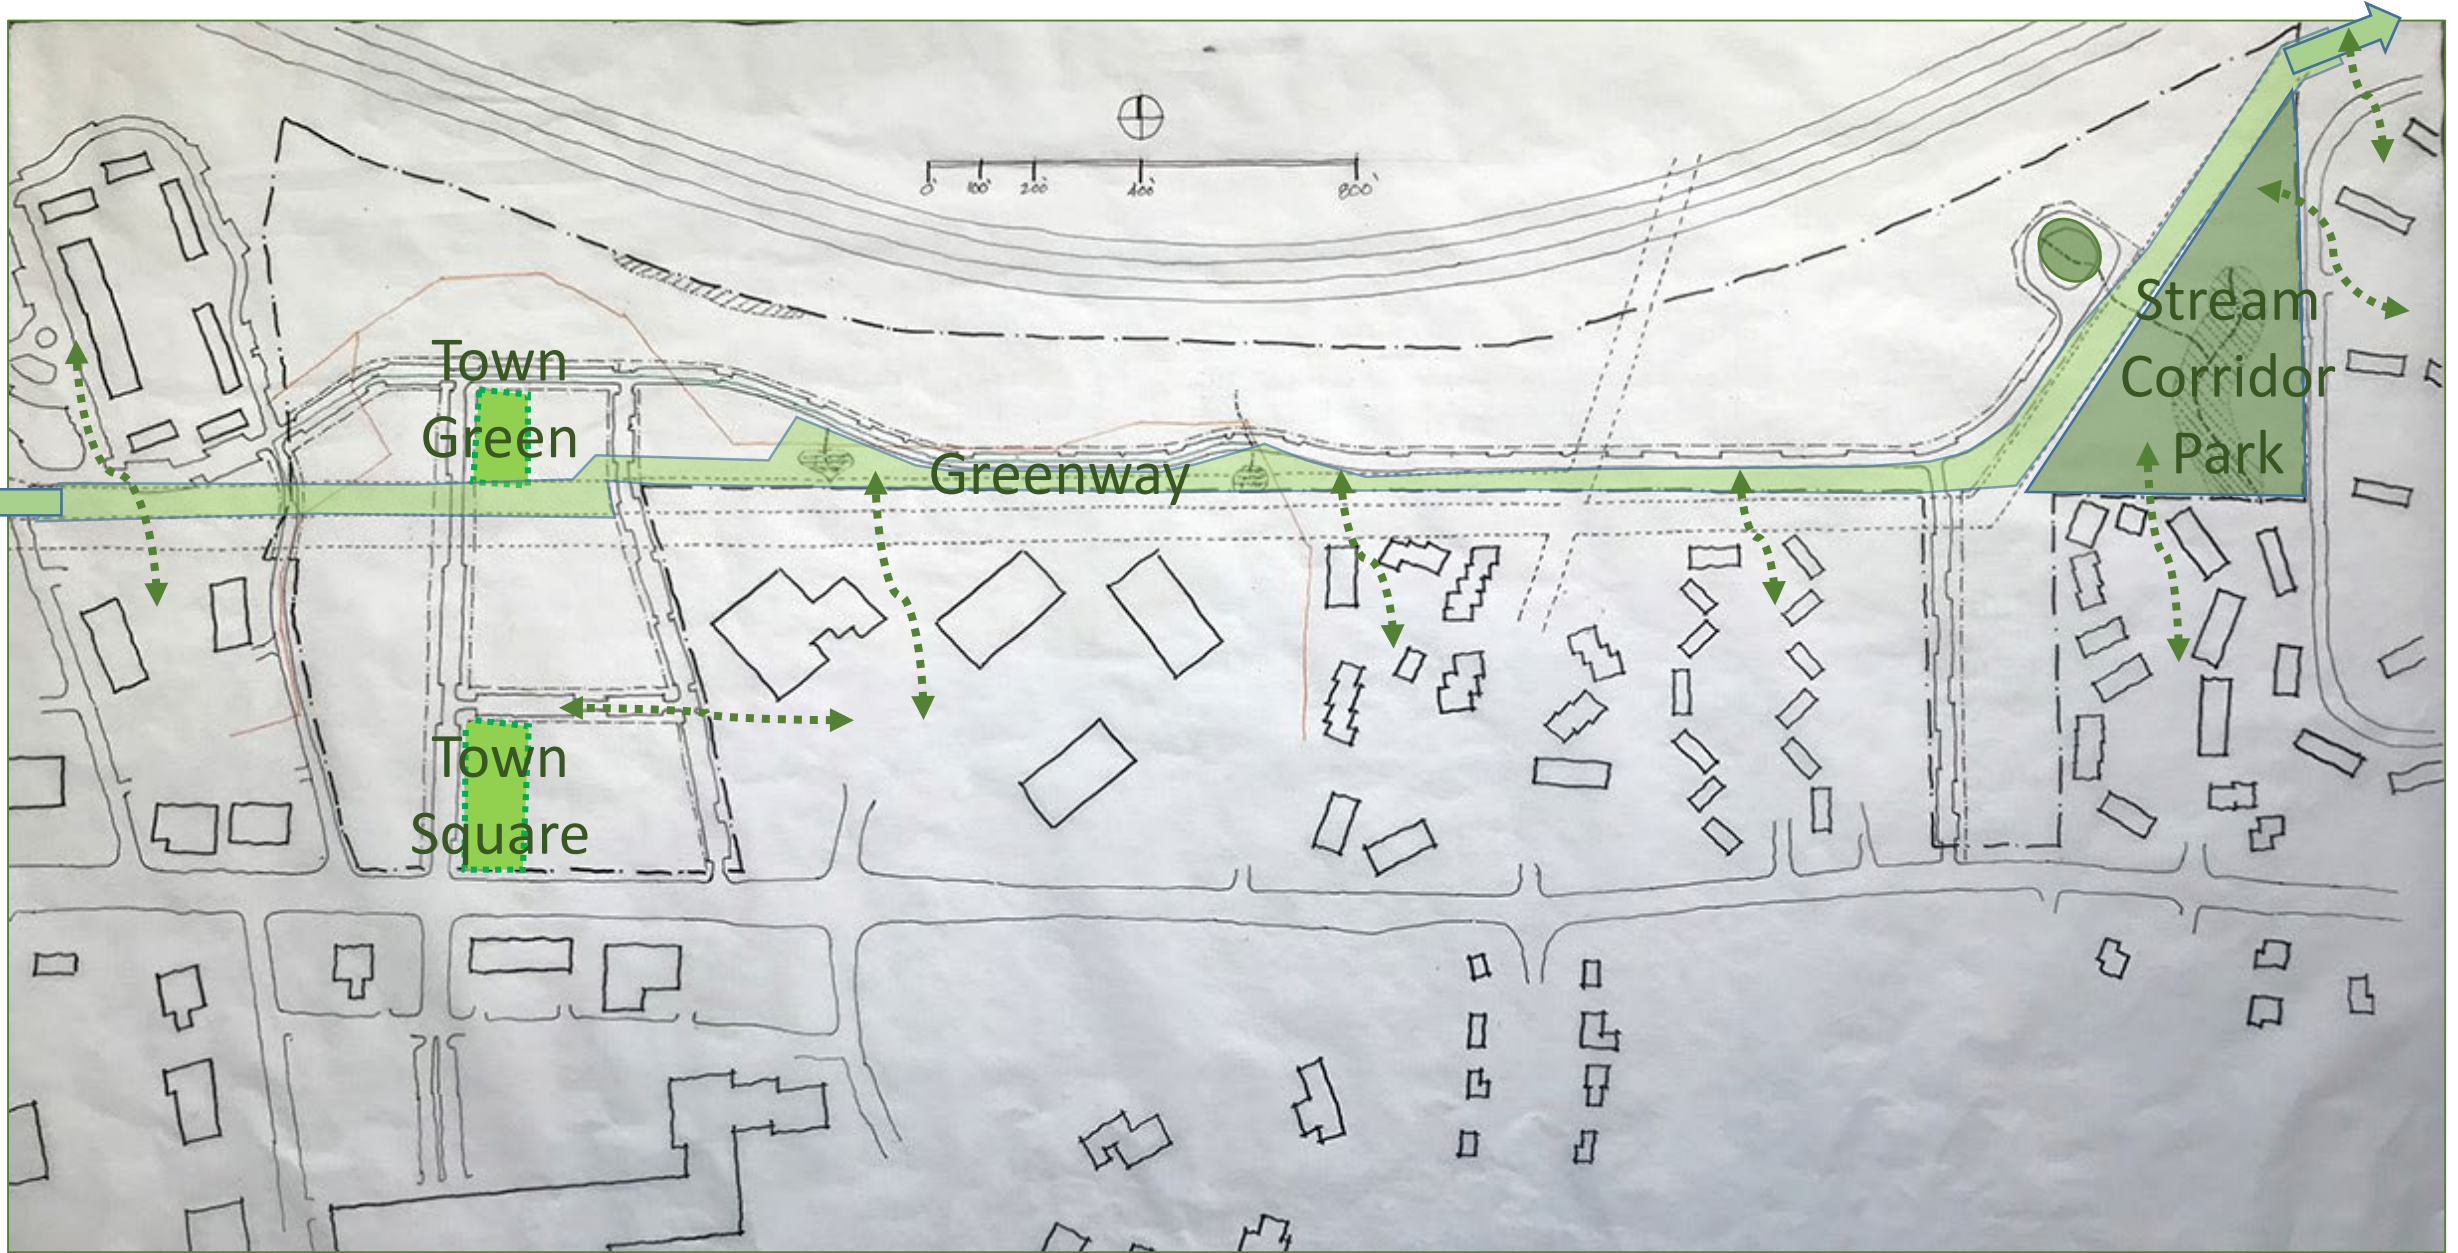 0' 100' 200' 400' 800'
Town
Green
Greenway
Stream
Corridor
Park
Town
Square